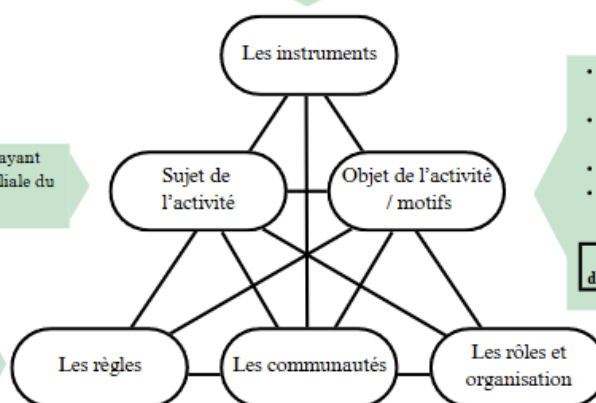 Les instruments
ayant
liale du
Sujet de
l'activité
Objet de l'activité
/ motifs
d
Les règles
Les communautés
Les rôles et
organisation